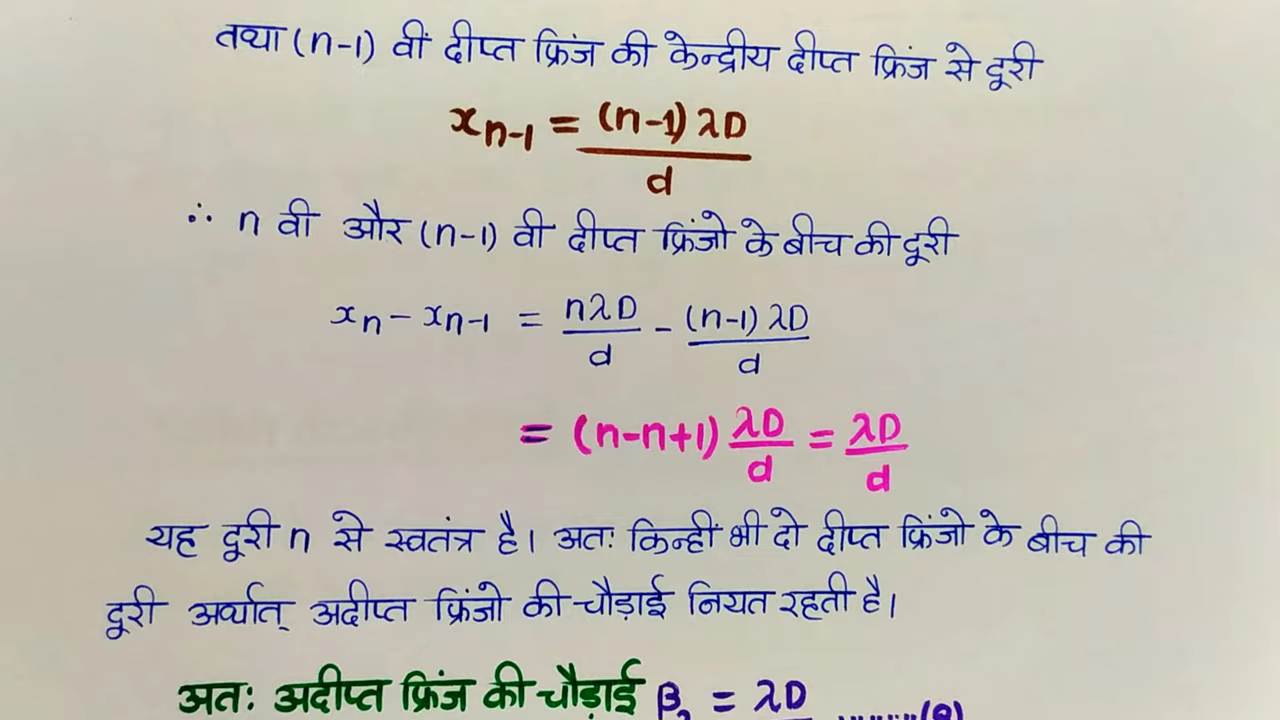 तथा (n-1) वीं दीप्त फ्रिंज की केन्द्रीय दीप्त फ्रिंज से दूरी
xₙ₋₁ = (n-1) λD / d
∴ n वी और (n-1) वी दीप्त फ्रिंजो के बीच की दूरी
xₙ - xₙ₋₁ = nλD / d - (n-1) λD / d
= (n-n+1) λD / d = λD / d
यह दूरी n से स्वतंत्र है। अतः किन्हीं भी दो दीप्त फ्रिंजो के बीच की
दूरी अर्थात् अदीप्त फ्रिंजो की चौड़ाई नियत रहती है।
अतः अदीप्त फ्रिंज की चौड़ाई β₂ = λD